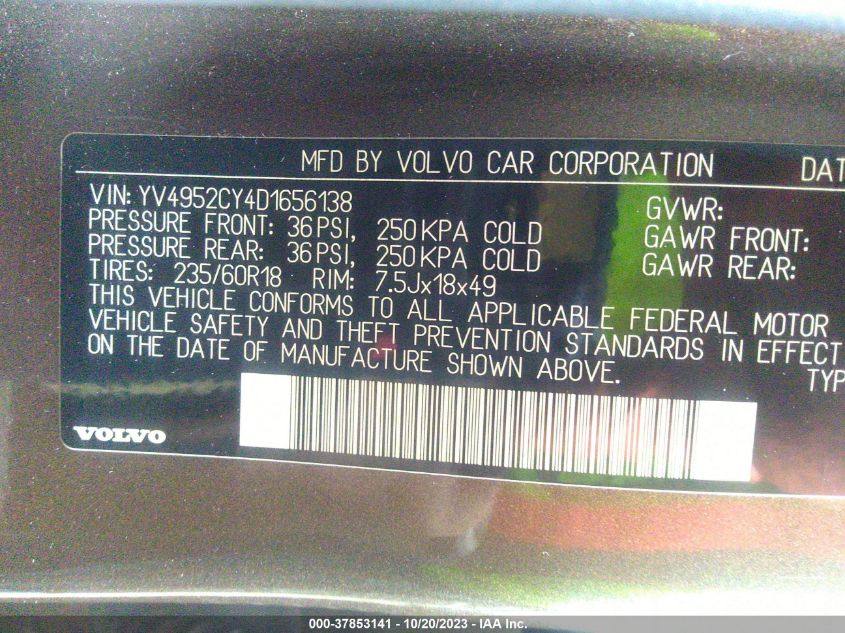 MFD BY VOLVO CAR CORPORATION DAT
VIN: YV4952CY4D1656138 GVWR:
PRESSURE FRONT: 36PSI, 250KPA COLD GAWR FRONT:
PRESSURE REAR: 36PSI, 250KPA COLD GAWR REAR:
TIRES: 235/60R18 RIM: 7.5Jx18x49
THIS VEHICLE CONFORMS TO ALL APPLICABLE FEDERAL MOTOR
VEHICLE SAFETY AND THEFT PREVENTION STANDARDS IN EFFECT
ON THE DATE OF MANUFACTURE SHOWN ABOVE.
TYP
VOLVO
000-37853141 - 10/20/2023 - IAA Inc.